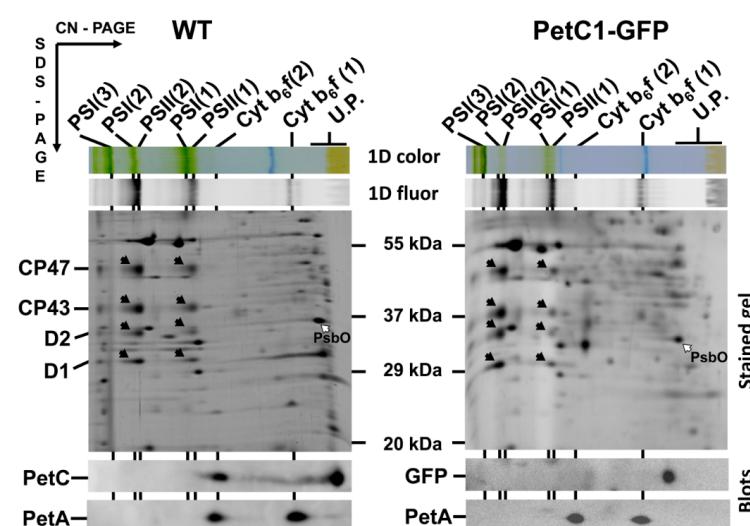 CN - PAGE
WT
PetC1-GFP
SDS-PAGE
PSI(3)
PSI(2)
PSII(2)
PSI(1)
PSII(1)
Cyt b₆f(2)
Cyt b₆f (1)
U.P.
PSI(3)
PSI(2)
PSII(2)
PSI(1)
PSII(1)
Cyt b₆f (2)
Cyt b₆f (1)
U.P.
1D color
1D fluor
55 kDa
CP47
CP43
37 kDa
D2
PsbO
PsbO
D1
29 kDa
20 kDa
Stained gel
PetC
GFP
PetA
PetA
Blots